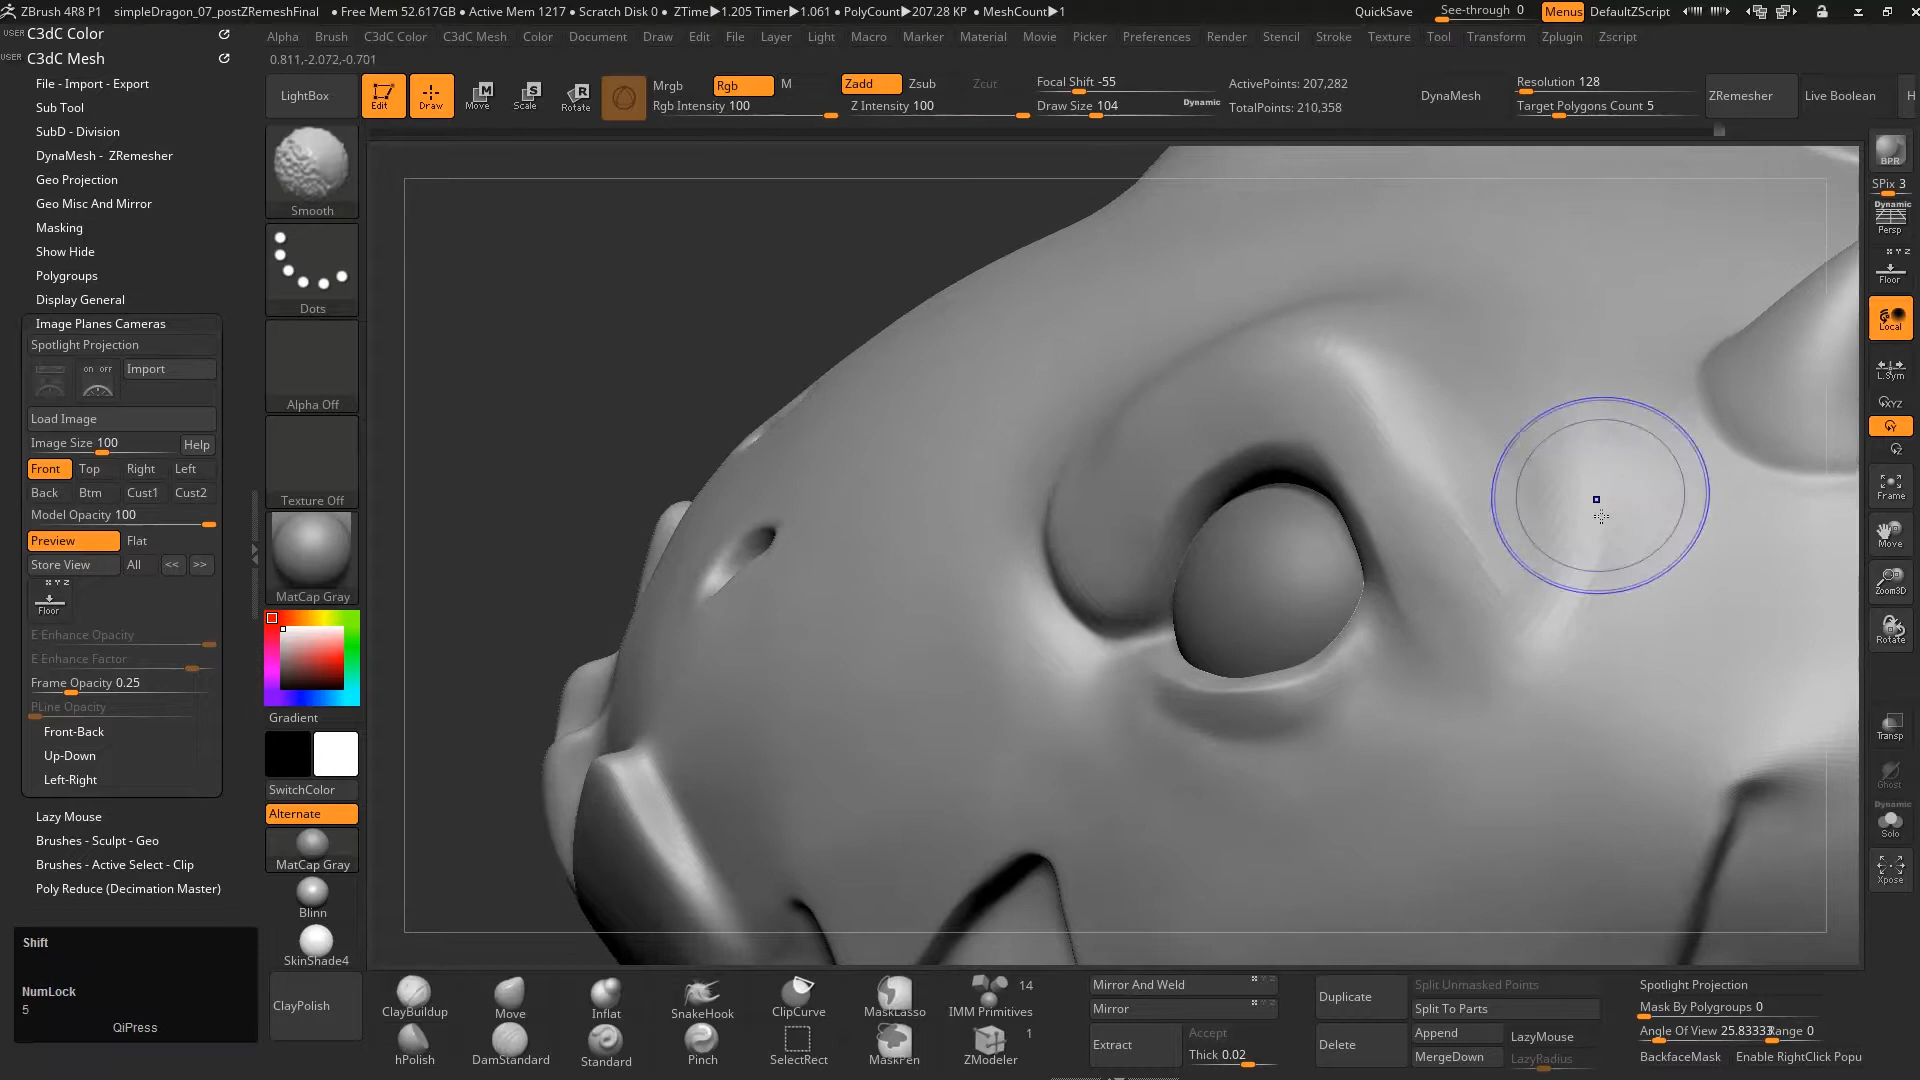 ZBrush 4R8 P1 simpleDragon_07_postZRemeshFinal • Free Mem 52.617GB • Active Mem 1217 • Scratch Disk 0 • ZTime▶1.205 Timer▶1.061 • PolyCount▶207.28 KP • MeshCount▶1 QuickSave See-through 0 Menus DefaultZScript
USER C3dC Color
Alpha Brush C3dC Color C3dC Mesh Color Document Draw Edit File Layer Light Macro Marker Material Movie Picker Preferences Render Stencil Stroke Texture Tool Transform Zplugin Zscript
USER C3dC Mesh
0.811,-2.072,-0.701
File - Import - Export
Sub Tool
SubD - Division
DynaMesh - ZRemesher
Geo Projection
Geo Misc And Mirror
Masking
Show Hide
Polygroups
Display General
Image Planes Cameras
Spotlight Projection
on off
Import
Load Image
Image Size 100
Help
Front Top Right Left
Back Btm Cust1 Cust2
Model Opacity 100
Preview Flat
Store View All << >>
X Y Z
Floor
E Enhance Opacity
E Enhance Factor
Frame Opacity 0.25
PLine Opacity
Front-Back
Up-Down
Left-Right
Lazy Mouse
Brushes - Sculpt - Geo
Brushes - Active Select - Clip
Poly Reduce (Decimation Master)
Shift
NumLock
5
QiPress
LightBox
Edit
Draw
Move
Scale
Rotate
Mrgb Rgb M
Rgb Intensity 100
Zadd Zsub Zcut
Z Intensity 100
Focal Shift -55
Draw Size 104
Dynamic
ActivePoints: 207,282
TotalPoints: 210,358
DynaMesh
Resolution 128
Target Polygons Count 5
ZRemesher
Live Boolean
H
Smooth
Dots
Alpha Off
Texture Off
MatCap Gray
Gradient
SwitchColor
Alternate
MatCap Gray
Blinn
SkinShade4
ClayPolish
BPR
SPix 3
Dynamic
Persp
X Y Z
Floor
Local
L.Sym
XYZ
Y
Z
Frame
Move
Zoom3D
Rotate
Transp
Ghost
Dynamic
Solo
Xpose
ClayBuildup Move Inflat SnakeHook ClipCurve MaskLasso IMM Primitives 14
hPolish DamStandard Standard Pinch SelectRect MaskPen ZModeler 1
Mirror And Weld
X Y Z
Mirror
X Y Z
Extract
Accept
Thick 0.02
Duplicate
Delete
Split Unmasked Points
Split To Parts
Append
MergeDown
LazyMouse
LazyRadius
Spotlight Projection
Mask By Polygroups 0
Angle Of View 25.83333
Range 0
BackfaceMask
Enable RightClick Popu